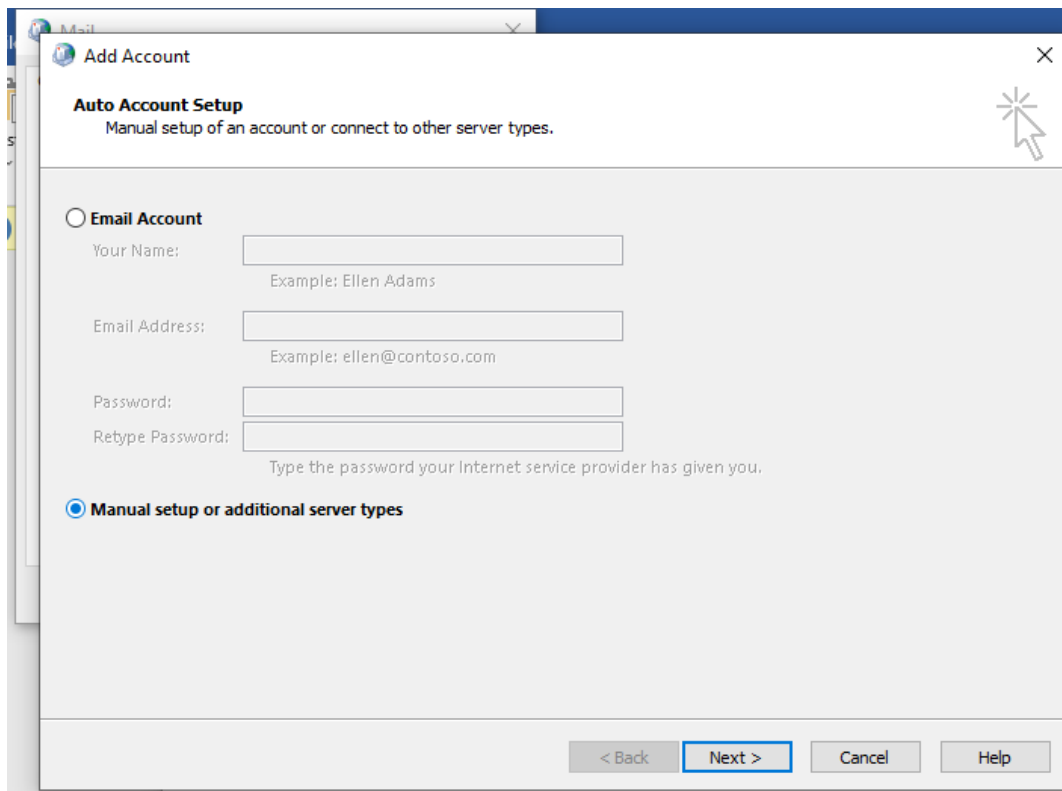 Mail
Add Account
Auto Account Setup
Manual setup of an account or connect to other server types.
Email Account
Your Name:
Example: Ellen Adams
Email Address:
Example: ellen@contoso.com
Password:
Retype Password:
Type the password your Internet service provider has given you.
Manual setup or additional server types
< Back Next > Cancel Help